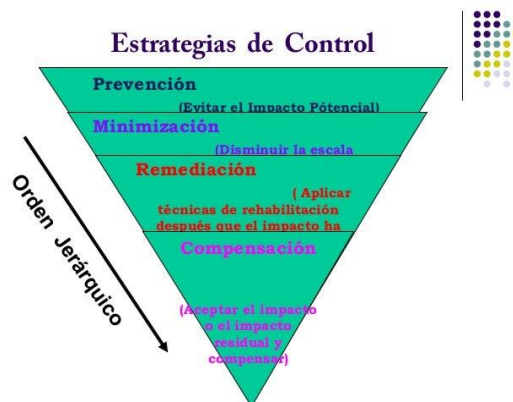 Estrategias de Control
Prevención
(Evitar el Impacto Pótencial)
Minimización
(Disminuir la escala
Remediación
( Aplicar
técnicas de rehabilitación
después que el impacto ha
Compensación
(Aceptar el impacto
o el impacto
residual y
compensar)
Orden Jerárquico